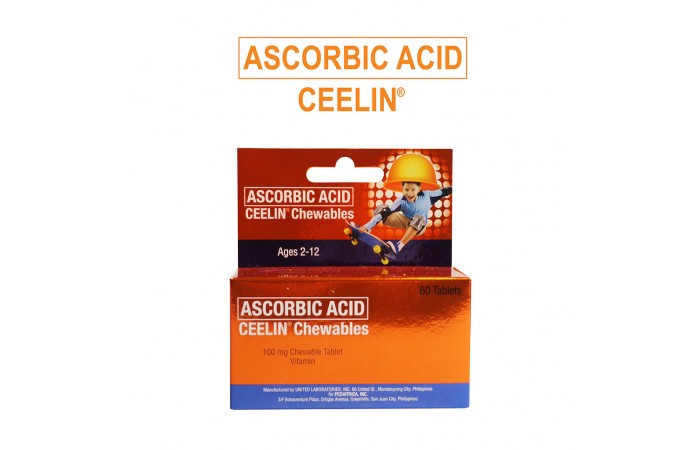 ASCORBIC ACID
CEELIN®
ASCORBIC ACID
CEELIN® Chewables
Ages 2-12
60 Tablets
ASCORBIC ACID
CEELIN® Chewables
100 mg Chewable Tablet
Vitamin
Manufactured by UNITED LABORATORIES, INC. 66 United St., Mandaluyong City, Philippines
for PEDIATRICA, INC.
3/F Bonaventure Plaza, Ortigas Avenue, Greenhills, San Juan City, Philippines